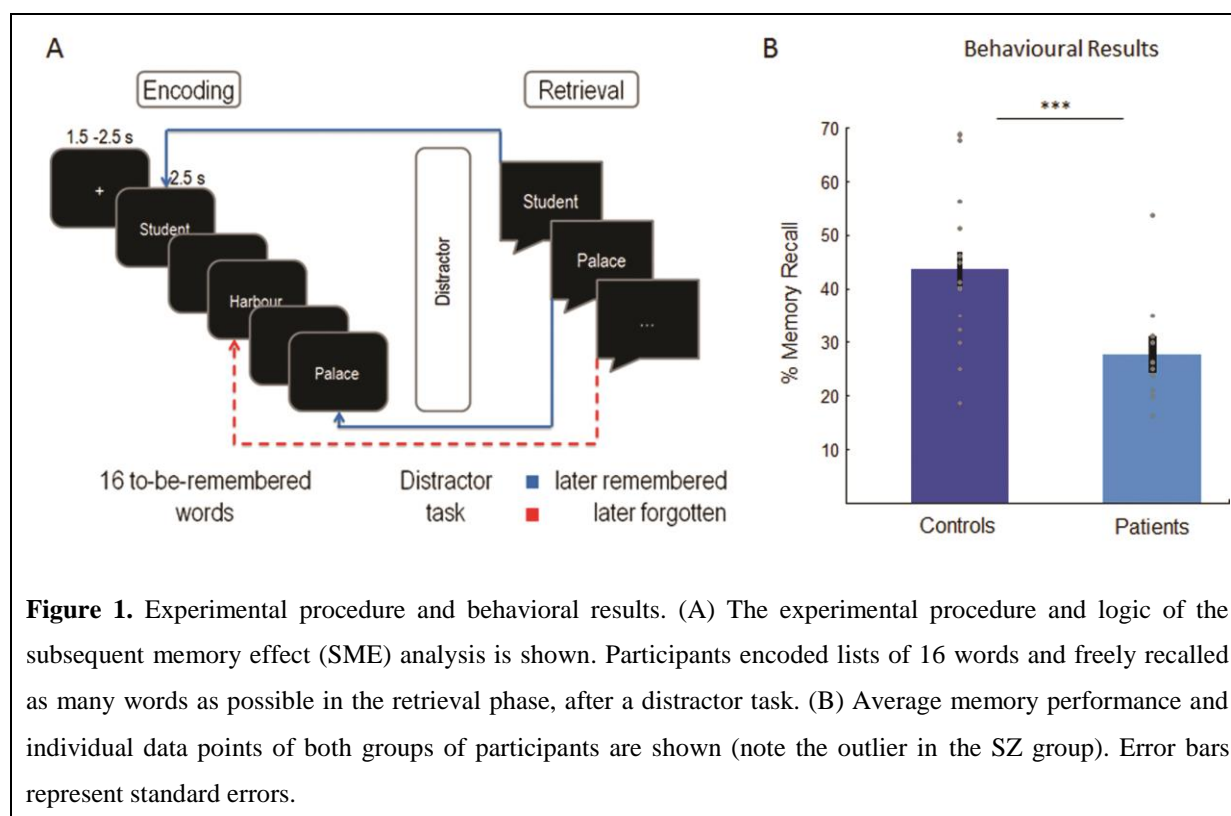 A
Encoding
Retrieval
1.5 -2.5 s
+
2.5 s
Student
Harbour
Palace
Distractor
Student
Palace
...
16 to-be-remembered
words
Distractor
task
later remembered
later forgotten
B
Behavioural Results
***
% Memory Recall
70
60
50
40
30
20
10
Controls
Patients
Figure 1. Experimental procedure and behavioral results. (A) The experimental procedure and logic of the
subsequent memory effect (SME) analysis is shown. Participants encoded lists of 16 words and freely recalled
as many words as possible in the retrieval phase, after a distractor task. (B) Average memory performance and
individual data points of both groups of participants are shown (note the outlier in the SZ group). Error bars
represent standard errors.